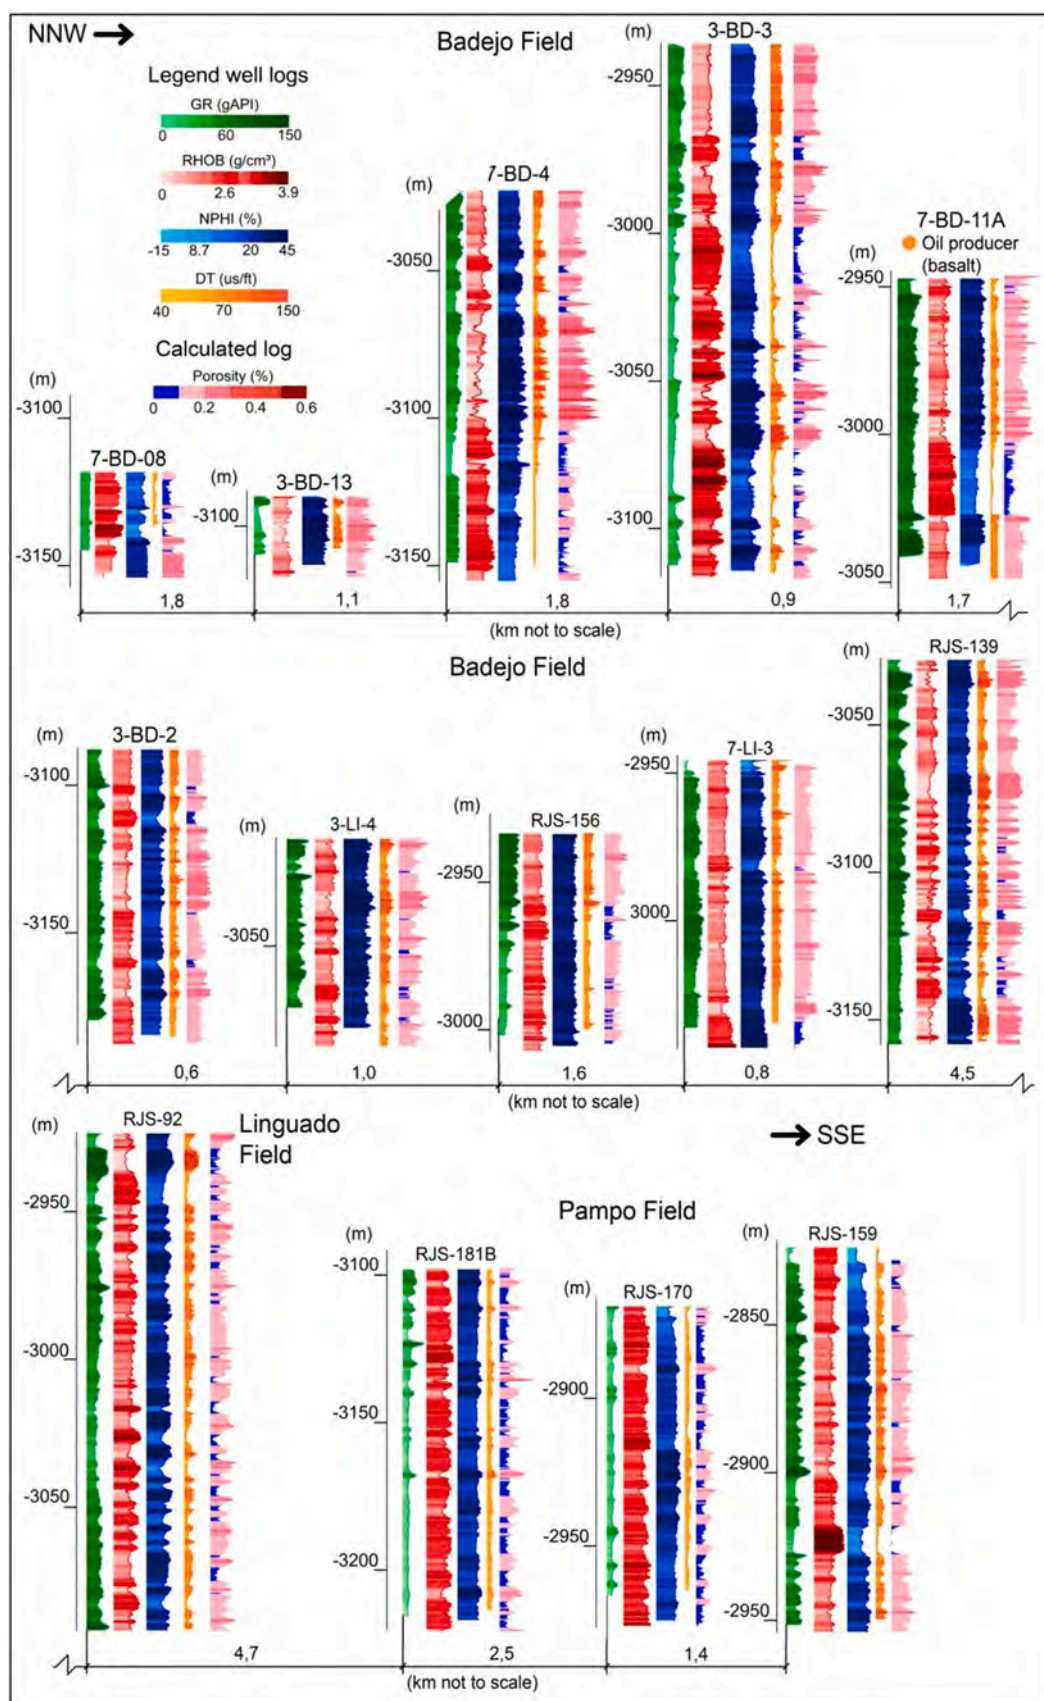 NNW →
Badejo Field
Legend well logs
GR (gAPI)
0 60 150
RHOB (g/cm³)
0 2.6 3.9
NPHI (%)
-15 8.7 20 45
DT (us/ft)
40 70 150
Calculated log
Porosity (%)
0 0.2 0.4 0.6
(m)
-3100
-3150
7-BD-08
3-BD-13
-3100
(m)
7-BD-4
-3050
-3100
-3150
(m)
3-BD-3
-2950
-3000
-3050
-3100
7-BD-11A
Oil producer
(basalt)
(m)
-2950
-3000
-3050
1,8 1,1 1,8 0,9 1,7
(km not to scale)
Badejo Field
(m)
3-BD-2
-3100
-3150
(m)
3-LI-4
-3050
(m)
RJS-156
-2950
-3000
(m)
7-LI-3
-2950
-3000
(m)
RJS-139
-3050
-3100
-3150
0,6 1,0 1,6 0,8 4,5
(km not to scale)
(m)
RJS-92
-2950
-3000
-3050
Linguado
Field
→ SSE
Pampo Field
(m)
RJS-181B
-3100
-3150
-3200
(m)
RJS-170
-2900
-2950
(m)
RJS-159
-2850
-2900
-2950
4,7 2,5 1,4
(km not to scale)